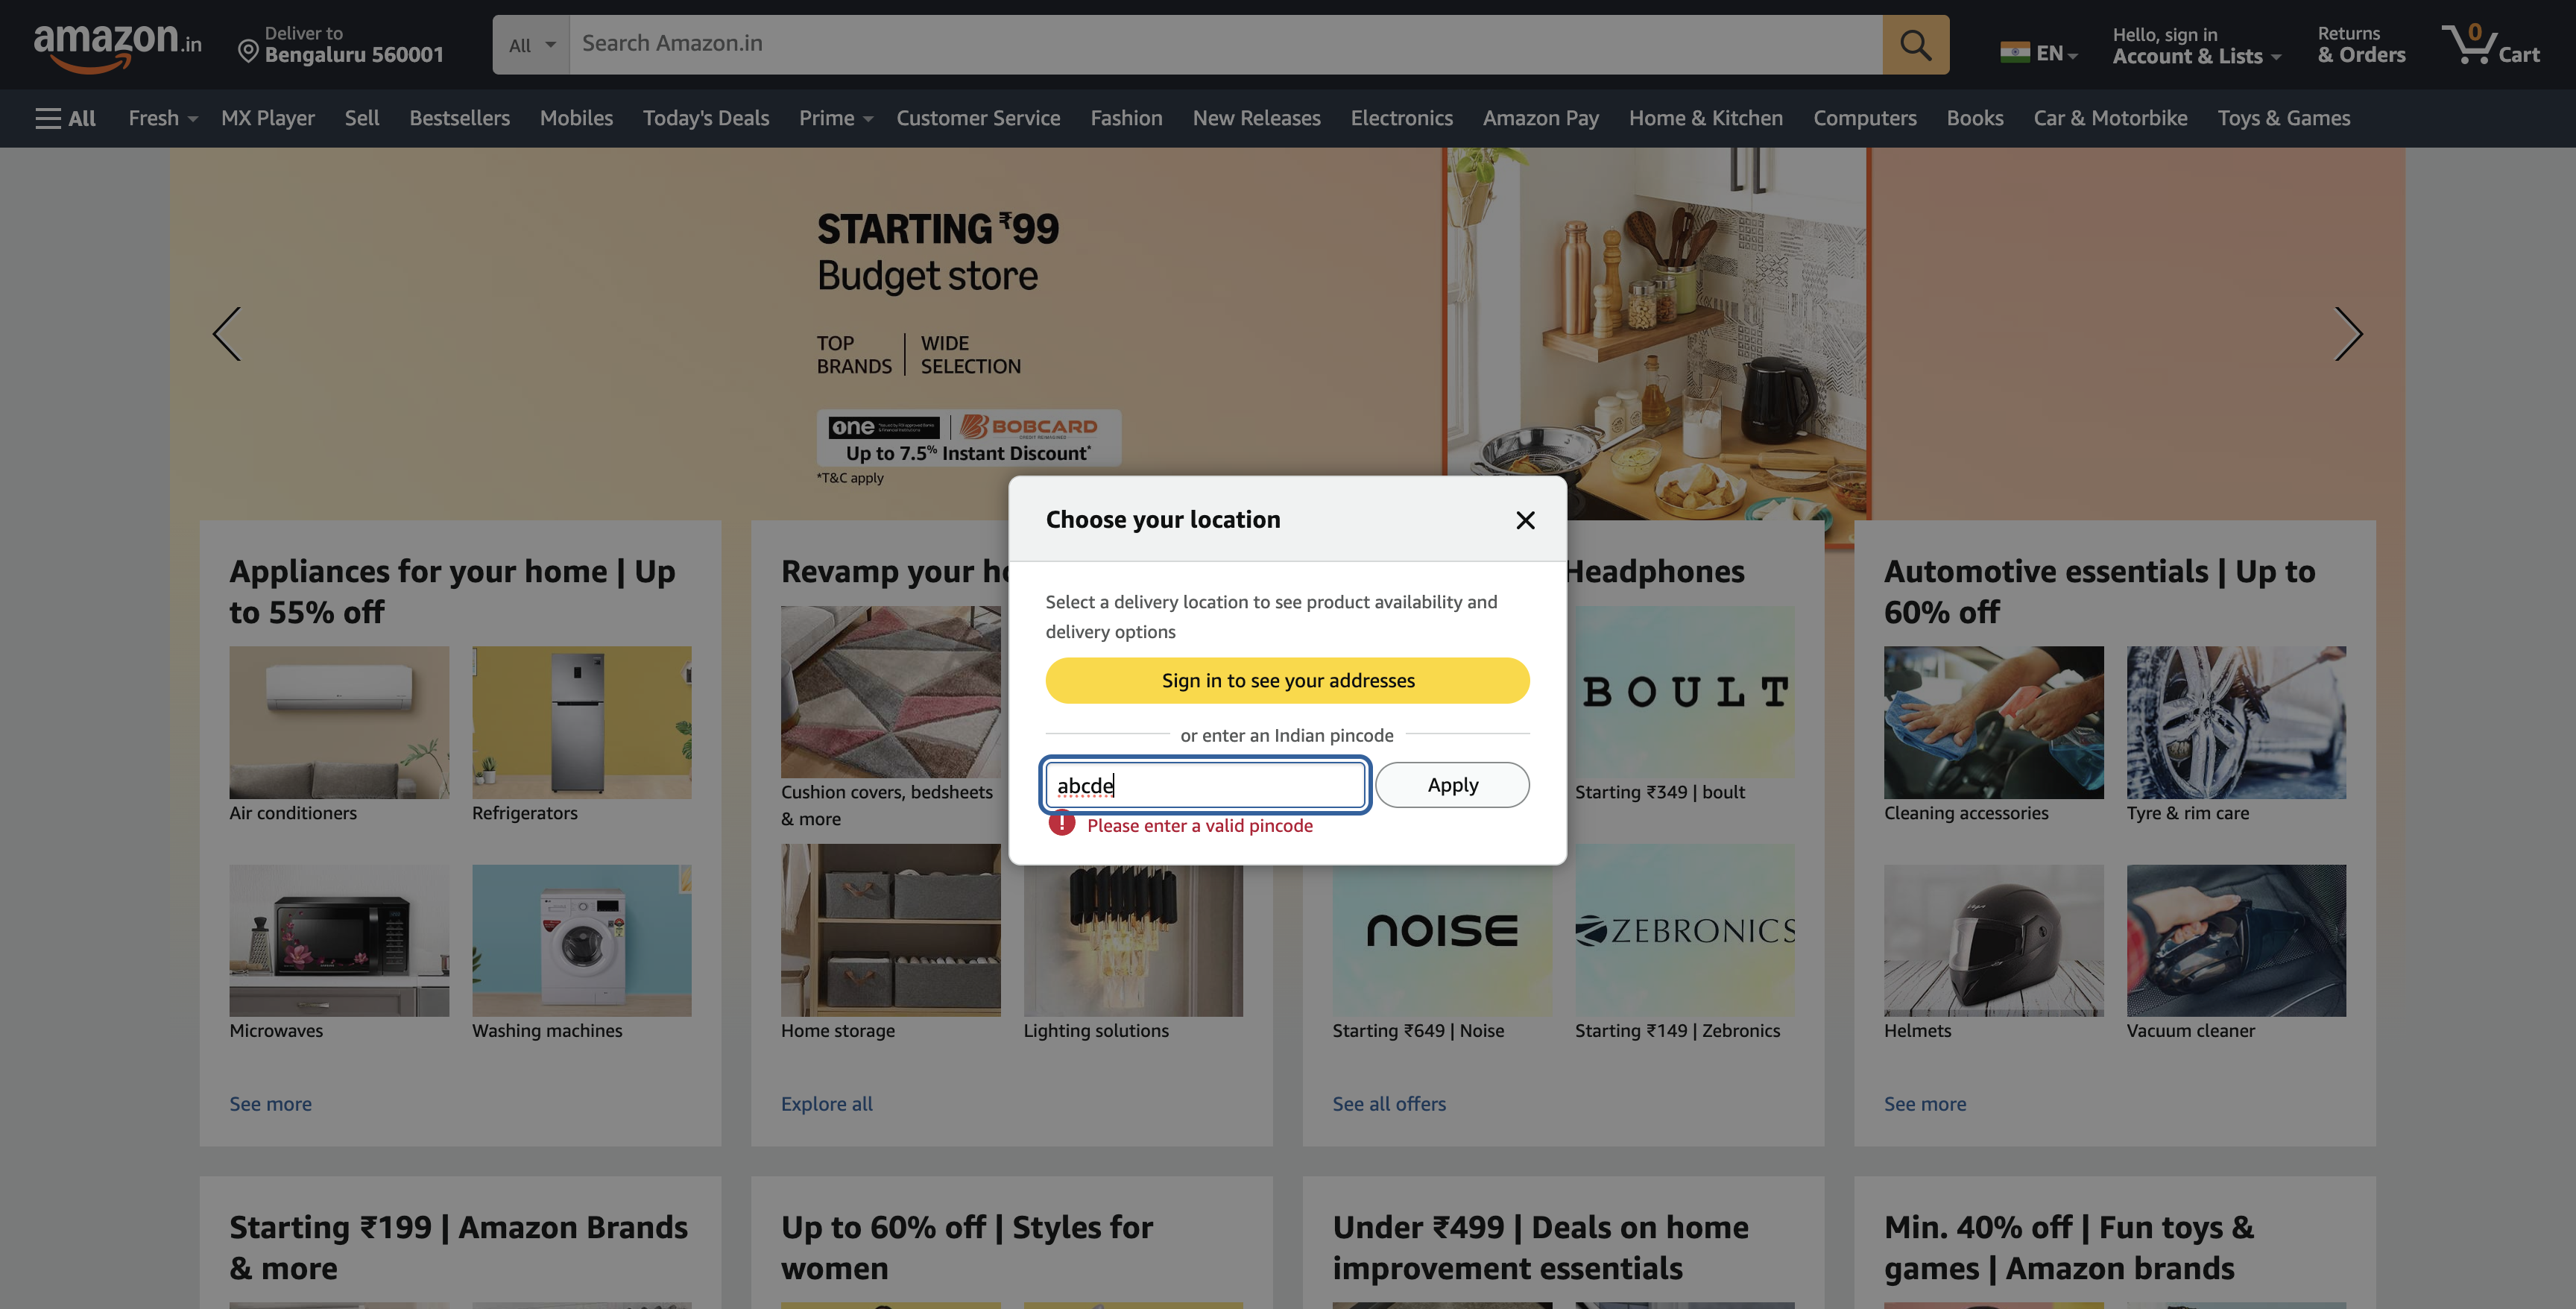 amazon.in
Deliver to
Bengaluru 560001
All
Search Amazon.in
EN
Hello, sign in
Account & Lists
Returns
& Orders
0
Cart
All
Fresh
MX Player
Sell
Bestsellers
Mobiles
Today's Deals
Prime
Customer Service
Fashion
New Releases
Electronics
Amazon Pay
Home & Kitchen
Computers
Books
Car & Motorbike
Toys & Games
STARTING ₹99
Budget store
TOP
BRANDS
WIDE
SELECTION
one
BOBCARD
Up to 7.5% Instant Discount*
*T&C apply
Choose your location
Select a delivery location to see product availability and
delivery options
Sign in to see your addresses
or enter an Indian pincode
abcde
Apply
Please enter a valid pincode
Appliances for your home | Up
to 55% off
Air conditioners
Refrigerators
Microwaves
Washing machines
See more
Revamp your
Cushion covers, bedsheets
& more
Home storage
Lighting solutions
Explore all
Headphones
BOULT
Starting ₹349 | boult
noise
ZEBRONICS
Starting ₹649 | Noise
Starting ₹149 | Zebronics
See all offers
Automotive essentials | Up to
60% off
Cleaning accessories
Tyre & rim care
Helmets
Vacuum cleaner
See more
Starting ₹199 | Amazon Brands
& more
Up to 60% off | Styles for
women
Under ₹499 | Deals on home
improvement essentials
Min. 40% off | Fun toys &
games | Amazon brands